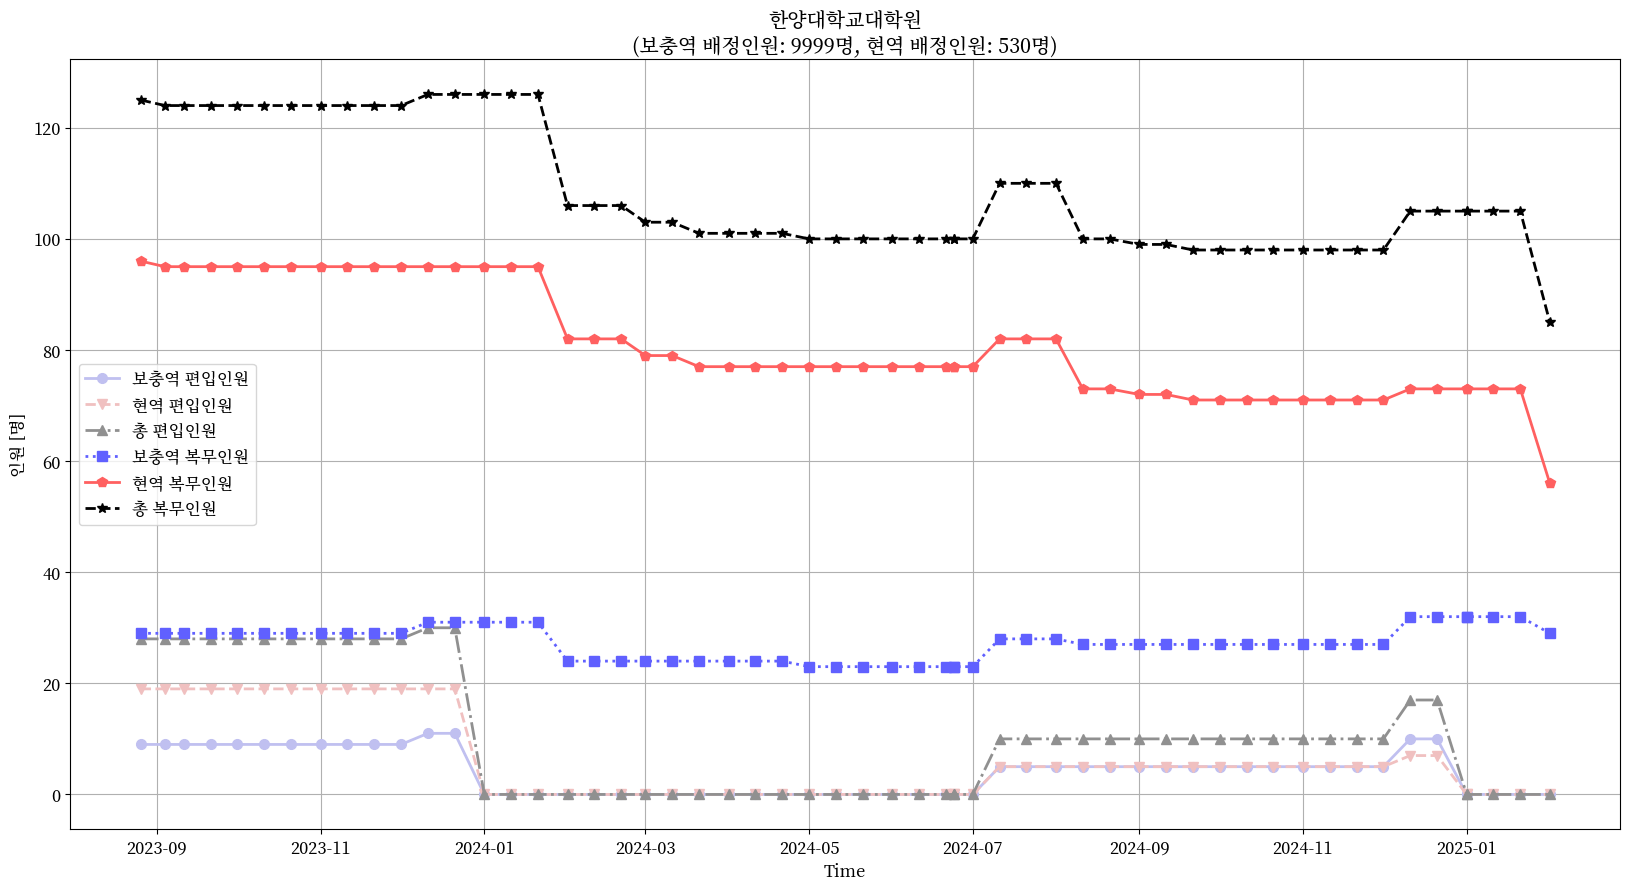 한양대학교대학원
(보충역 배정인원: 9999명, 현역 배정인원: 530명)
120
100
80
60
40
20
0
인원 [명]
보충역 편입인원
현역 편입인원
총 편입인원
보충역 복무인원
현역 복무인원
총 복무인원
2023-09
2023-11
2024-01
2024-03
2024-05
2024-07
2024-09
2024-11
2025-01
Time